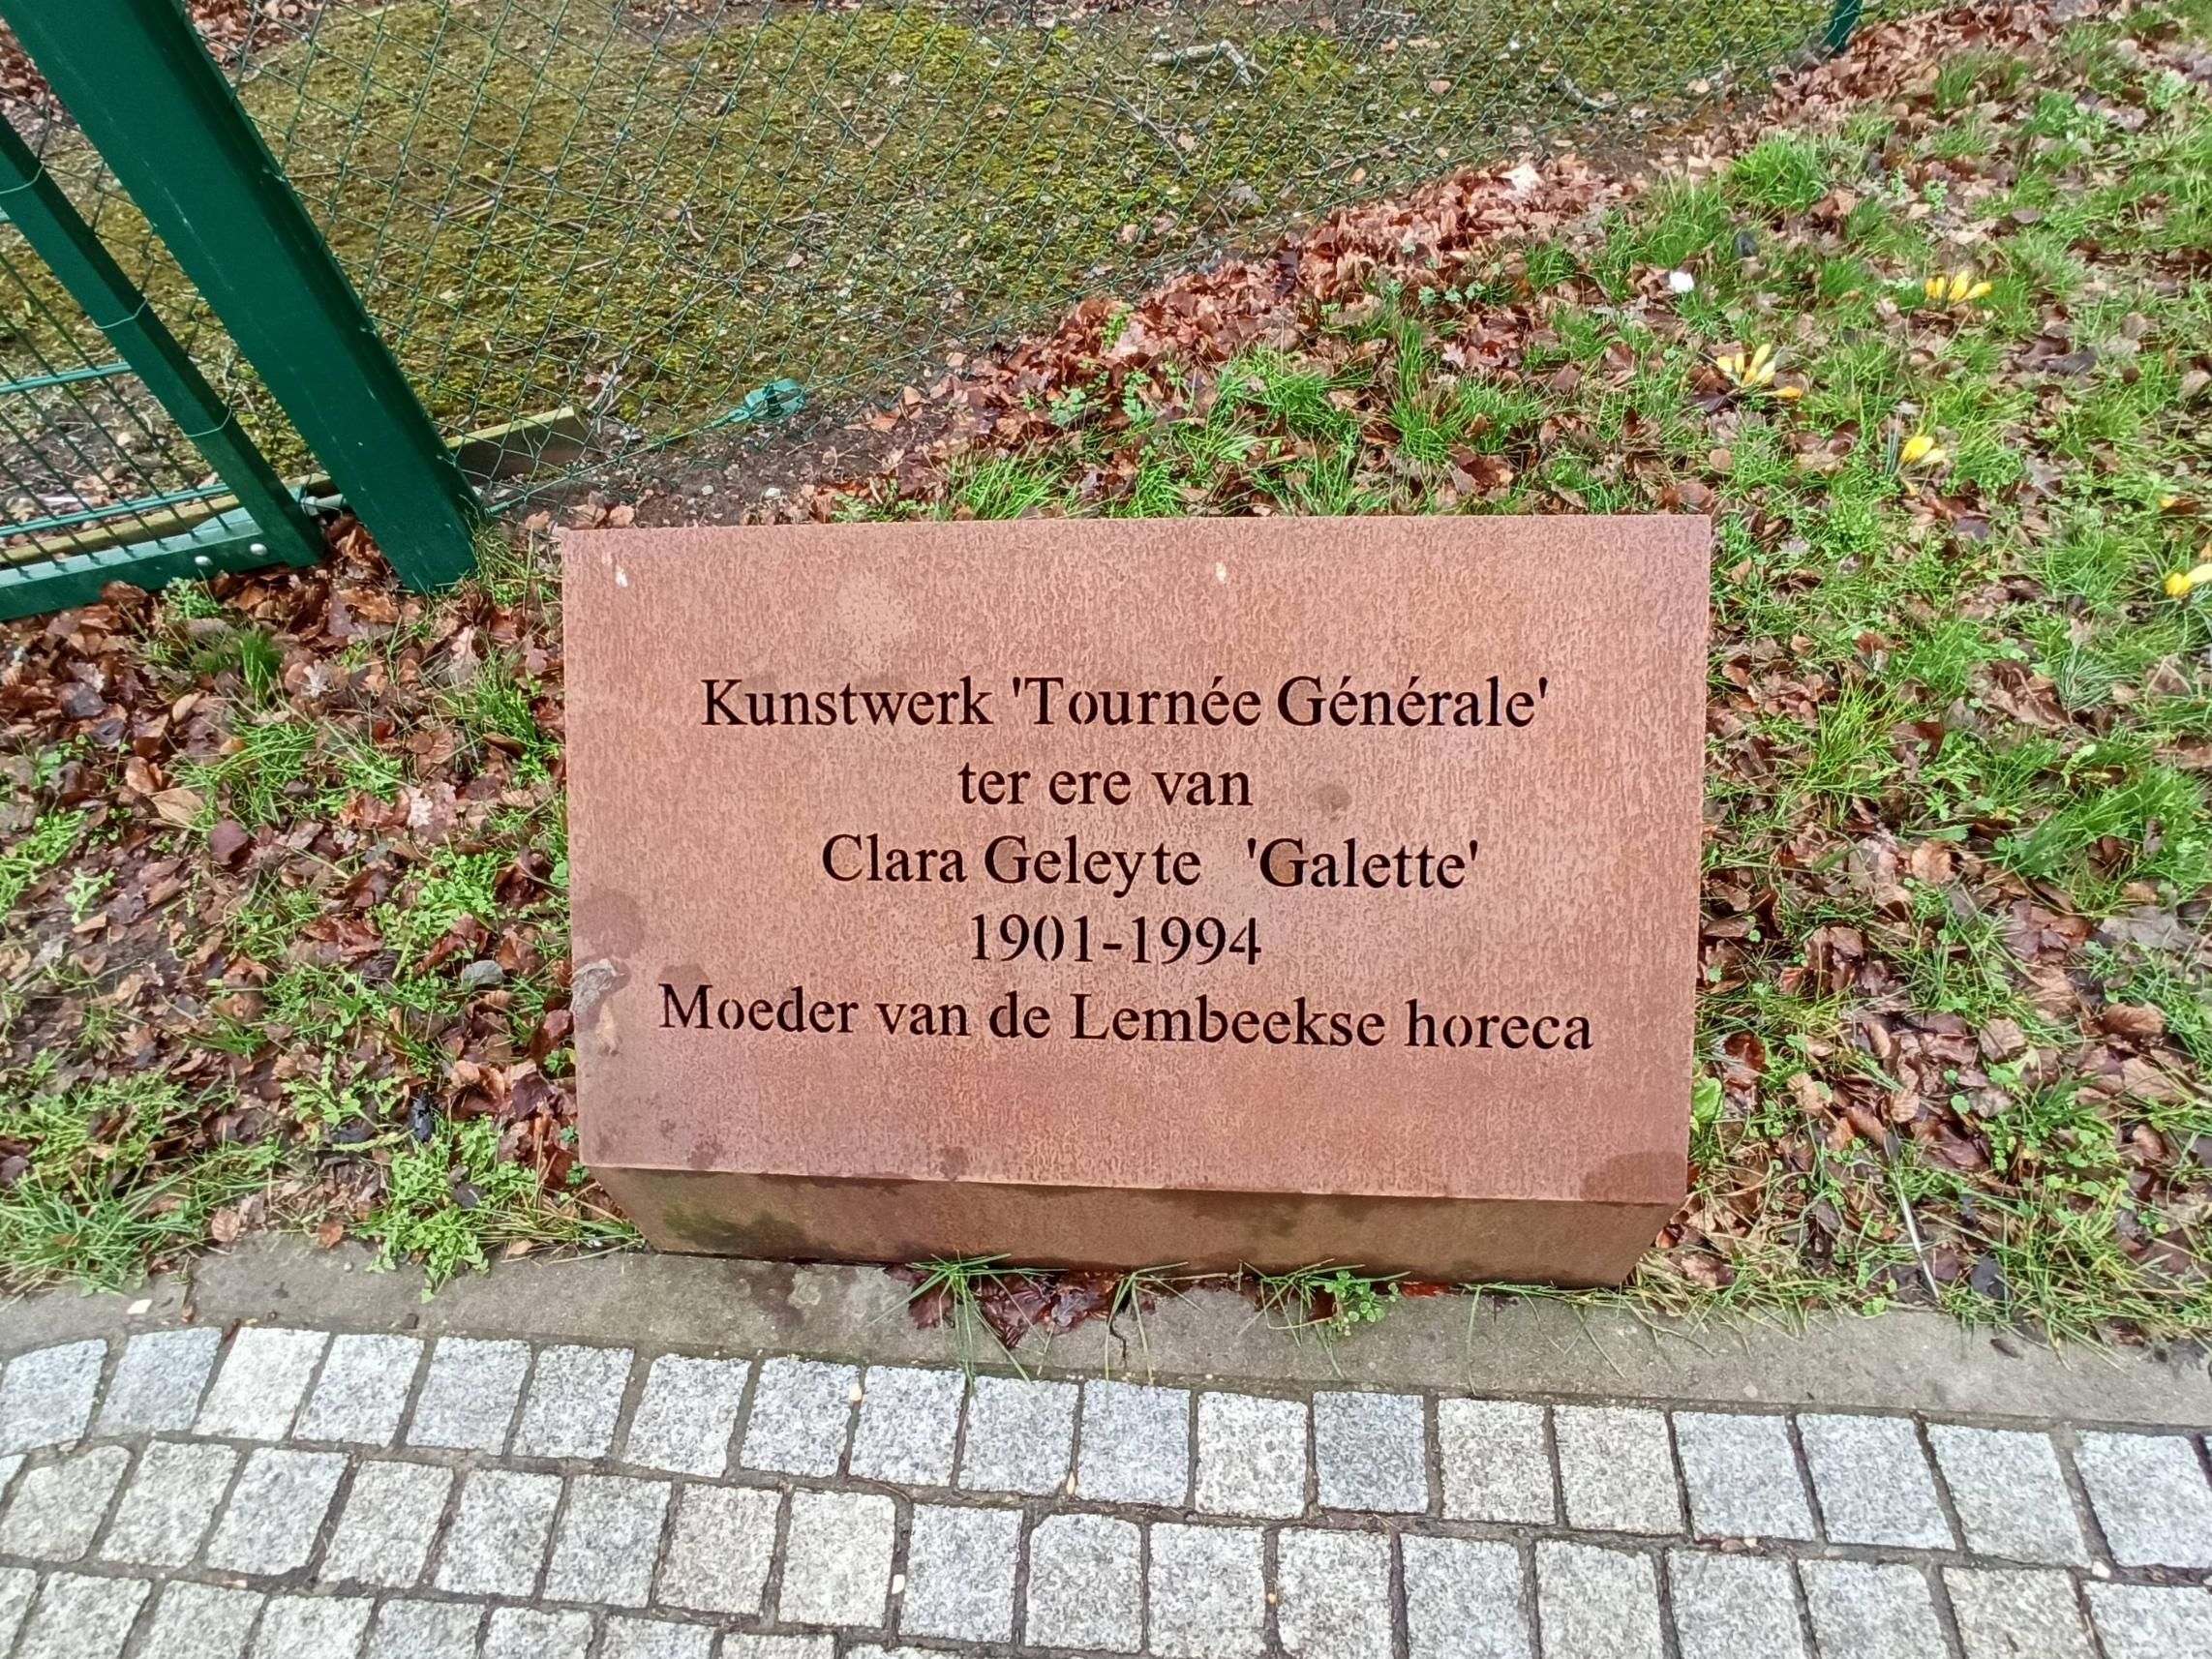 Kunstwerk 'Tournée Générale'
ter ere van
Clara Geleyte 'Galette'
1901-1994
Moeder van de Lembeekse horeca